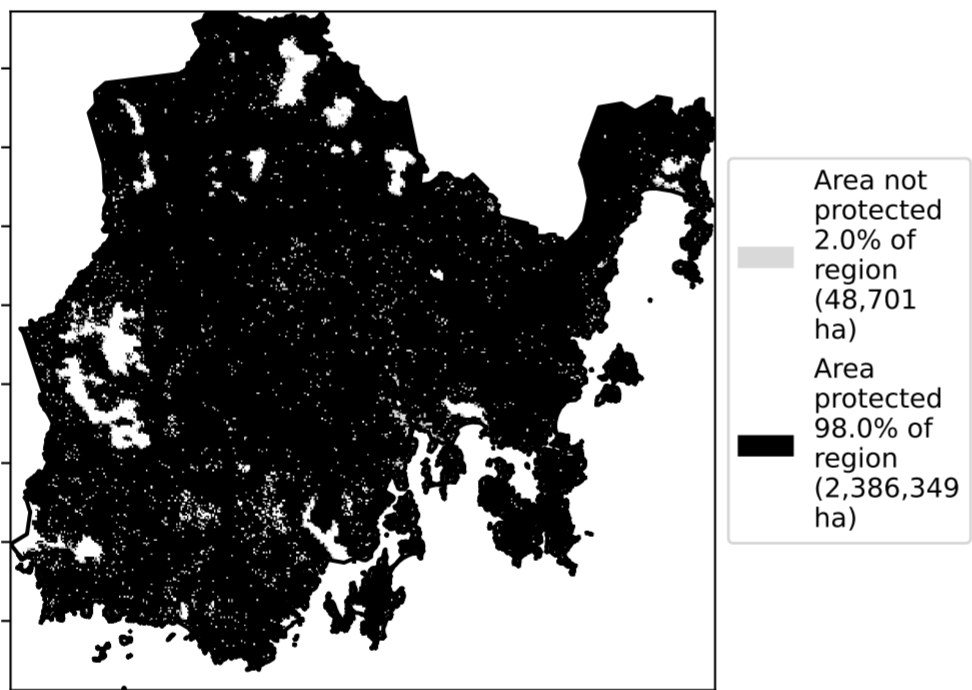 Area not
protected
2.0% of
region
(48,701
ha)
Area
protected
98.0% of
region
(2,386,349
ha)